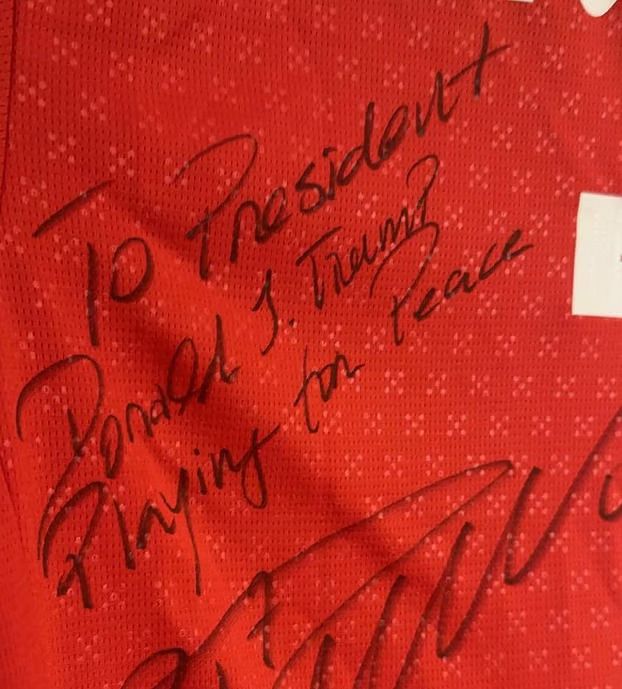 To President
Donald J. Trump
Playing for Peace